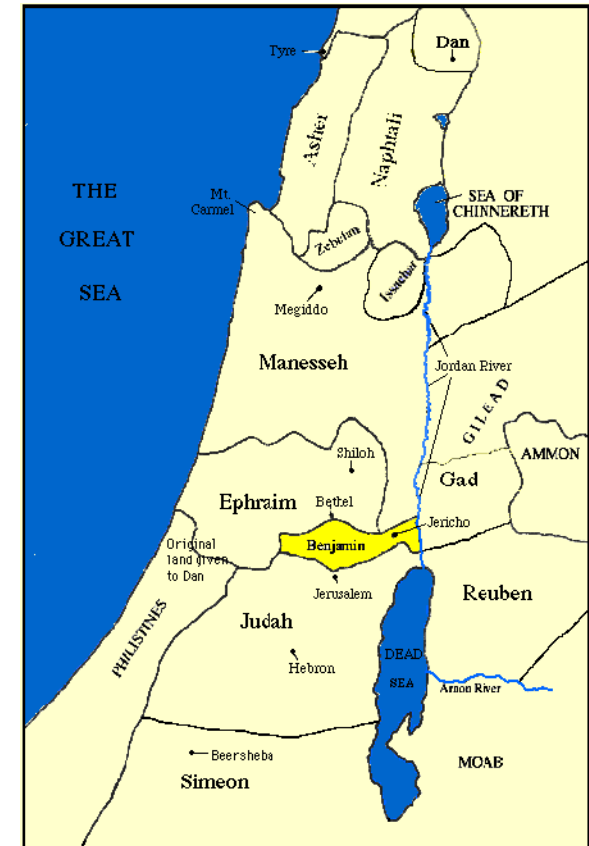 Dan
Tyre
Asher
Naphtali
THE
GREAT
SEA
Mt.
Carmel
SEA OF
CHINNERETH
Zebulun
Issachar
Megiddo
Manesseh
Jordan River
GILEAD
Shiloh
AMMON
Gad
Ephraim
Bethel
Jericho
Original
land given
to Dan
Benjamin
Jerusalem
Reuben
PHILISTINES
Judah
Hebron
DEAD
SEA
Arnon River
Beersheba
MOAB
Simeon